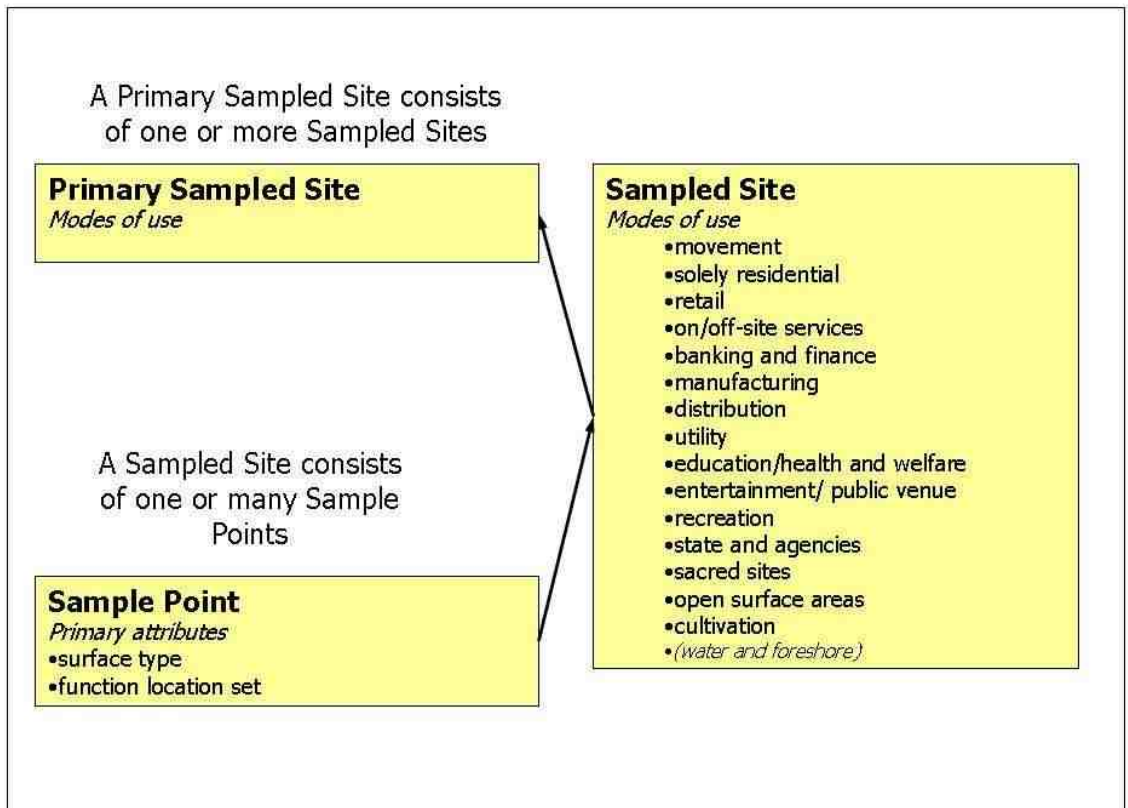 A Primary Sampled Site consists
of one or more Sampled Sites
Primary Sampled Site
Modes of use
A Sampled Site consists
of one or many Sample
Points
Sample Point
Primary attributes
•surface type
•function location set
Sampled Site
Modes of use
•movement
•solely residential
•retail
•on/off-site services
•banking and finance
•manufacturing
•distribution
•utility
•education/health and welfare
•entertainment/ public venue
•recreation
•state and agencies
•sacred sites
•open surface areas
•cultivation
•(water and foreshore)